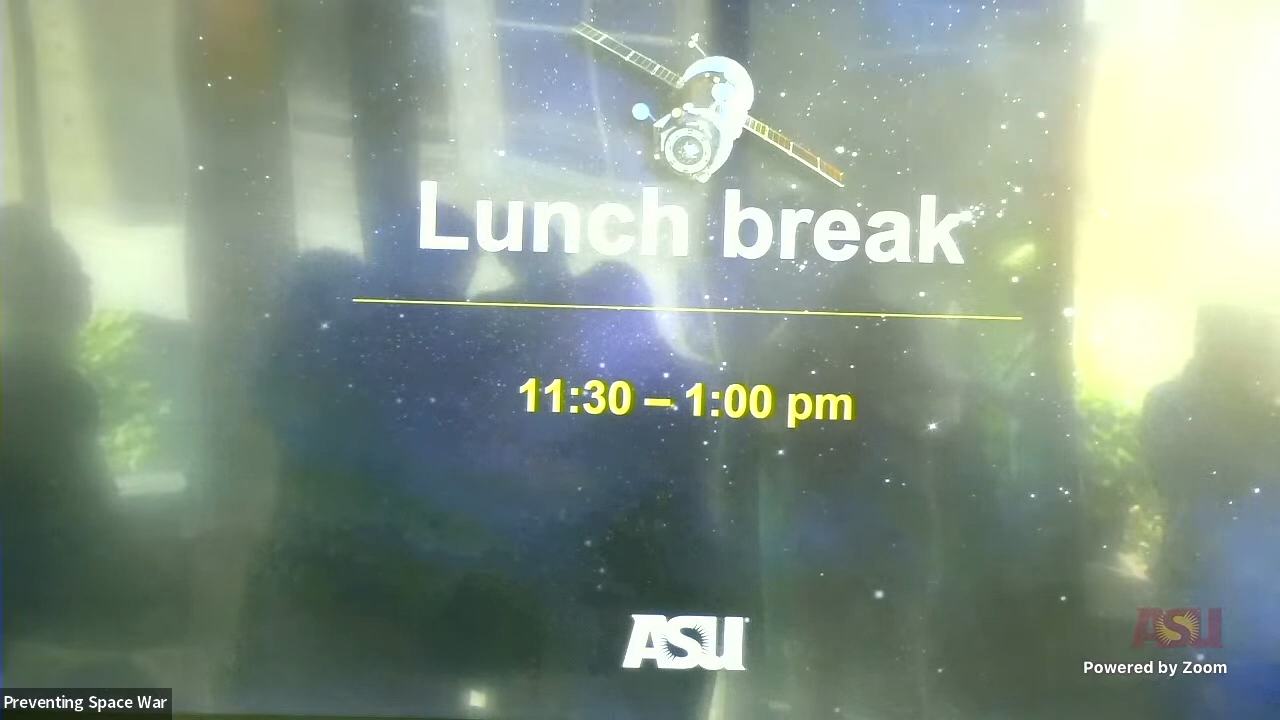 Lunch break
11:30 – 1:00 pm
ASU
ASU
Powered by Zoom
Preventing Space War